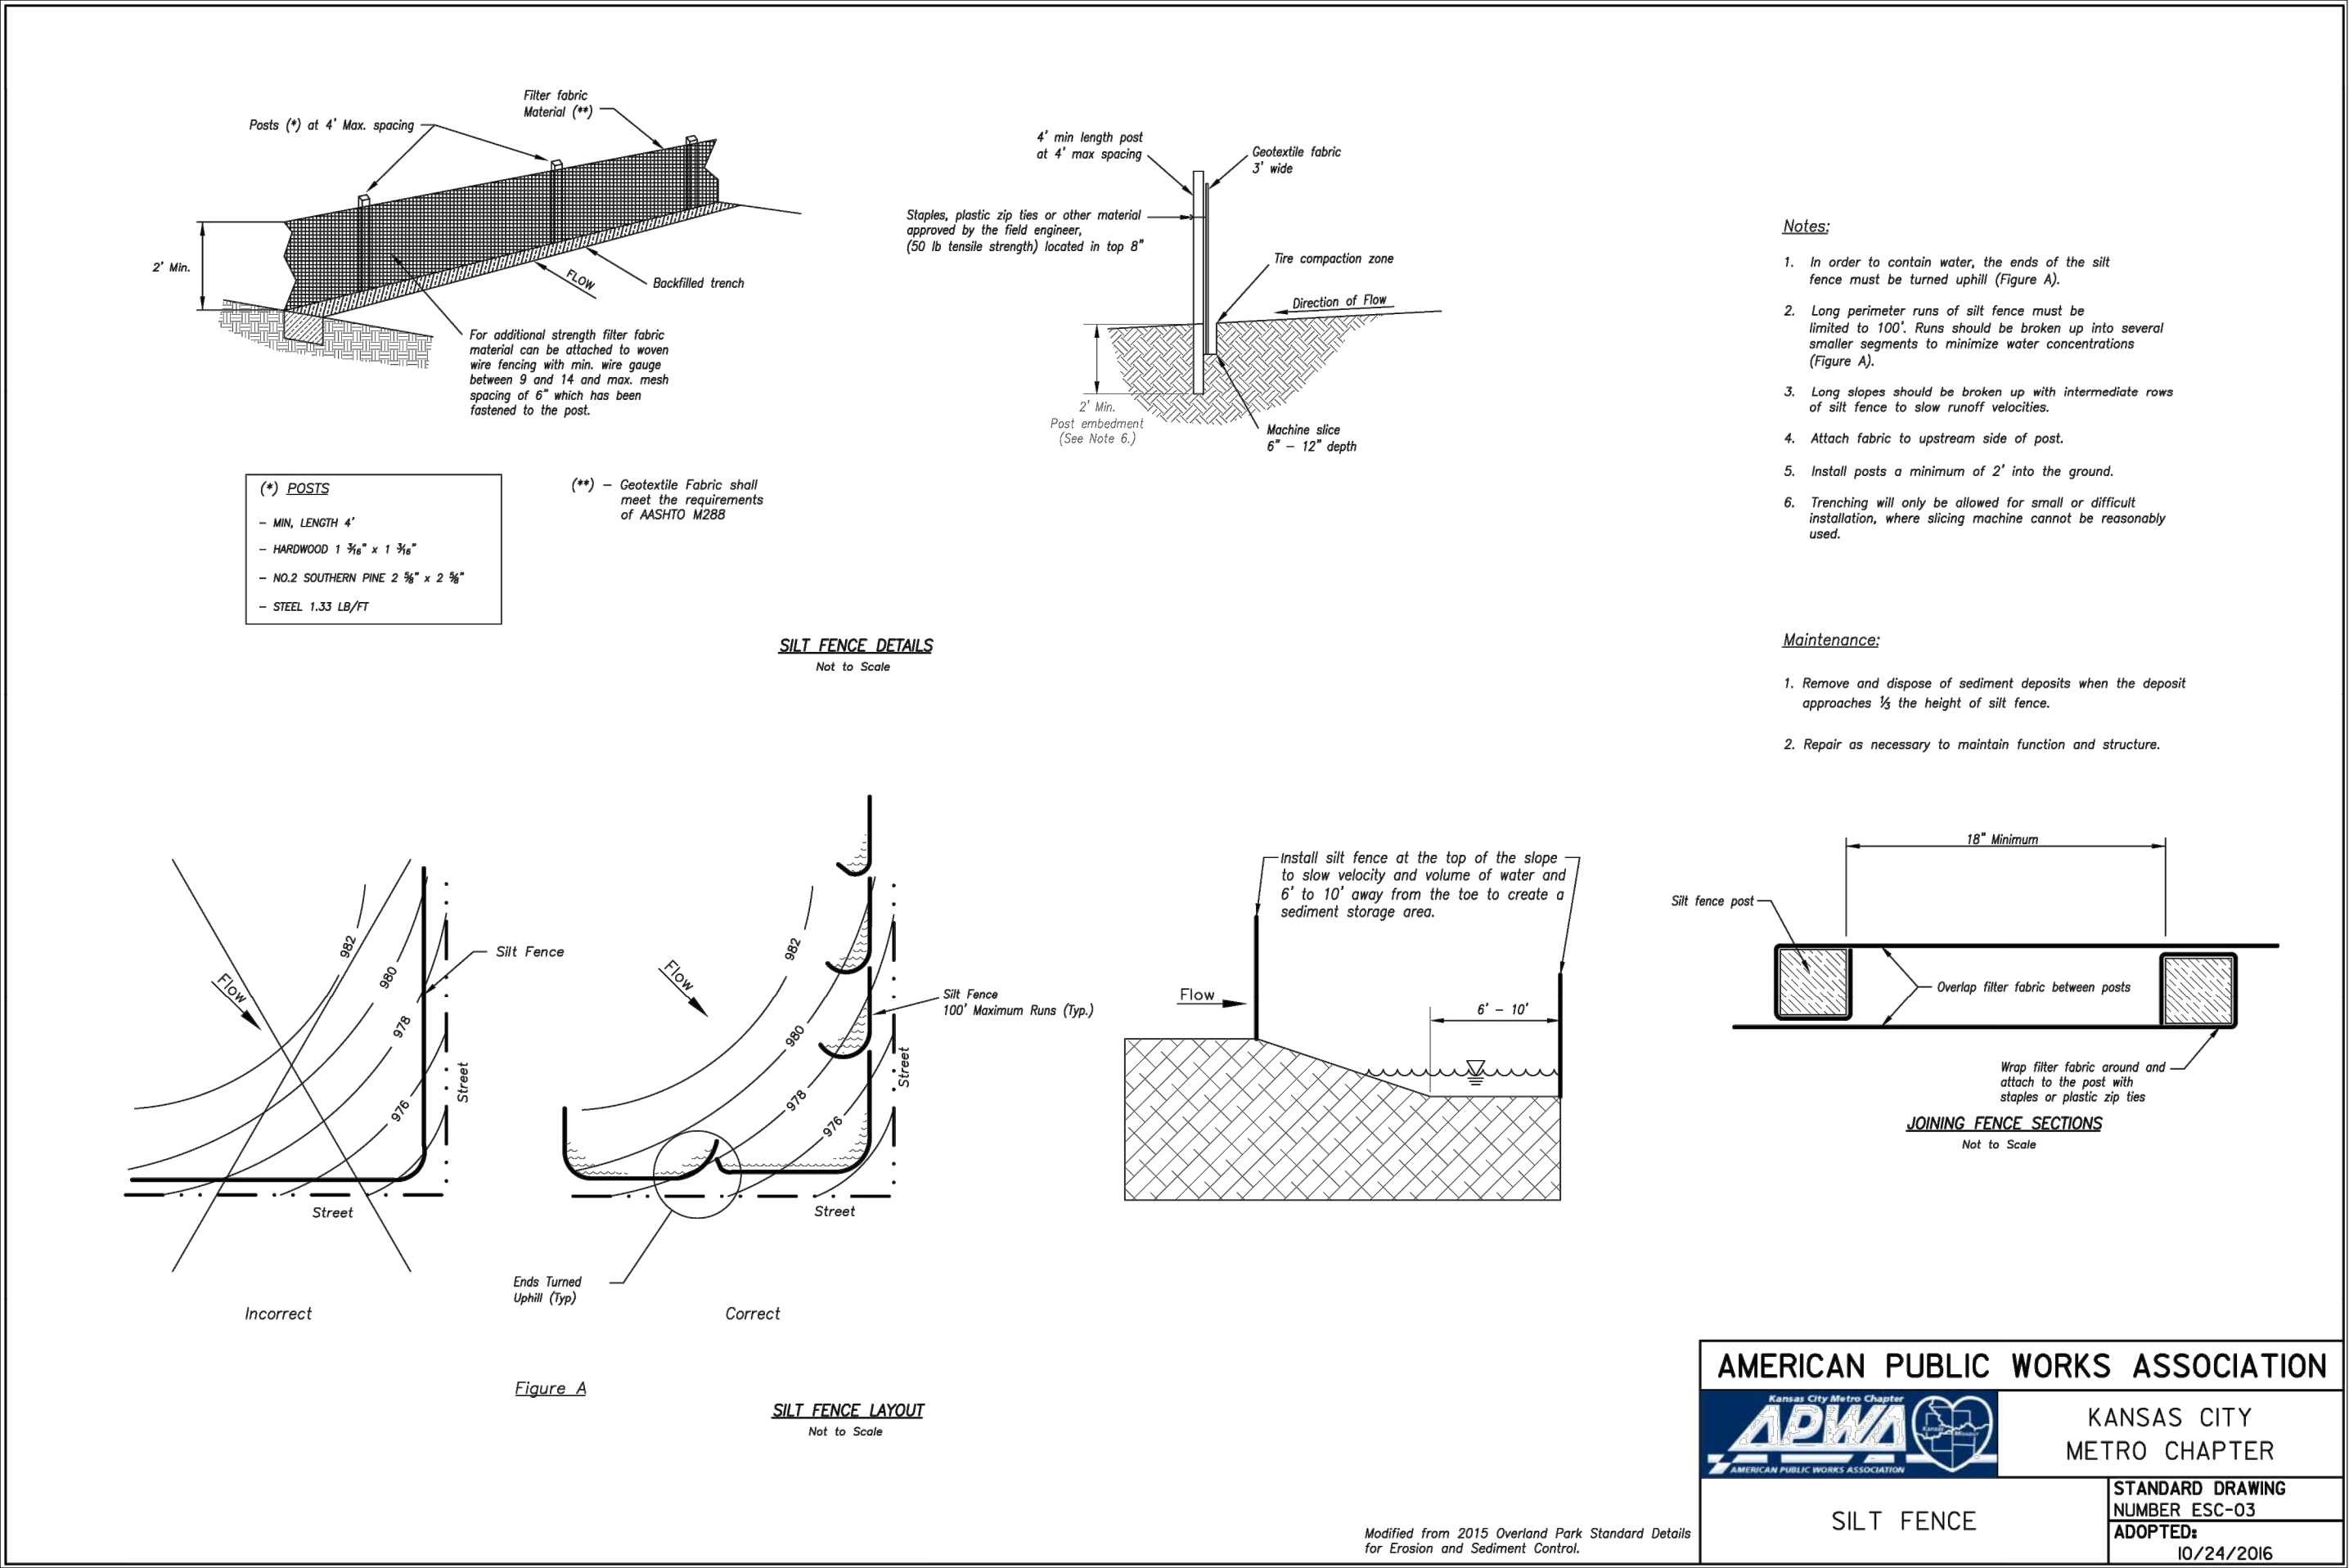 Filter fabric
Material (**)
Posts (*) at 4' Max. spacing
2' Min.
FLOW
Backfilled trench
For additional strength filter fabric
material can be attached to woven
wire fencing with min. wire gauge
between 9 and 14 and max. mesh
spacing of 6" which has been
fastened to the post.
(*) POSTS
- MIN, LENGTH 4'
- HARDWOOD 1 3/16" x 1 3/16"
- NO.2 SOUTHERN PINE 2 5/8" x 2 5/8"
- STEEL 1.33 LB/FT
(**) - Geotextile Fabric shall
meet the requirements
of AASHTO M288
4' min length post
at 4' max spacing
Geotextile fabric
3' wide
Staples, plastic zip ties or other material
approved by the field engineer,
(50 lb tensile strength) located in top 8"
Tire compaction zone
Direction of Flow
2' Min.
Post embedment
(See Note 6.)
Machine slice
6" - 12" depth
SILT FENCE DETAILS
Not to Scale
Notes:
1. In order to contain water, the ends of the silt
fence must be turned uphill (Figure A).
2. Long perimeter runs of silt fence must be
limited to 100'. Runs should be broken up into several
smaller segments to minimize water concentrations
(Figure A).
3. Long slopes should be broken up with intermediate rows
of silt fence to slow runoff velocities.
4. Attach fabric to upstream side of post.
5. Install posts a minimum of 2' into the ground.
6. Trenching will only be allowed for small or difficult
installation, where slicing machine cannot be reasonably
used.
Maintenance:
1. Remove and dispose of sediment deposits when the deposit
approaches 1/3 the height of silt fence.
2. Repair as necessary to maintain function and structure.
982
980
978
976
Flow
Silt Fence
Street
Street
Incorrect
982
980
978
976
Flow
Silt Fence
100' Maximum Runs (Typ.)
Street
Street
Ends Turned
Uphill (Typ)
Correct
Figure A
SILT FENCE LAYOUT
Not to Scale
Install silt fence at the top of the slope
to slow velocity and volume of water and
6' to 10' away from the toe to create a
sediment storage area.
Flow
6' - 10'
18" Minimum
Silt fence post
Overlap filter fabric between posts
Wrap filter fabric around and
attach to the post with
staples or plastic zip ties
JOINING FENCE SECTIONS
Not to Scale
Modified from 2015 Overland Park Standard Details
for Erosion and Sediment Control.
AMERICAN PUBLIC WORKS ASSOCIATION
Kansas City Metro Chapter
APWA
Kansas
Missouri
AMERICAN PUBLIC WORKS ASSOCIATION
KANSAS CITY
METRO CHAPTER
SILT FENCE
STANDARD DRAWING
NUMBER ESC-03
ADOPTED:
10/24/2016